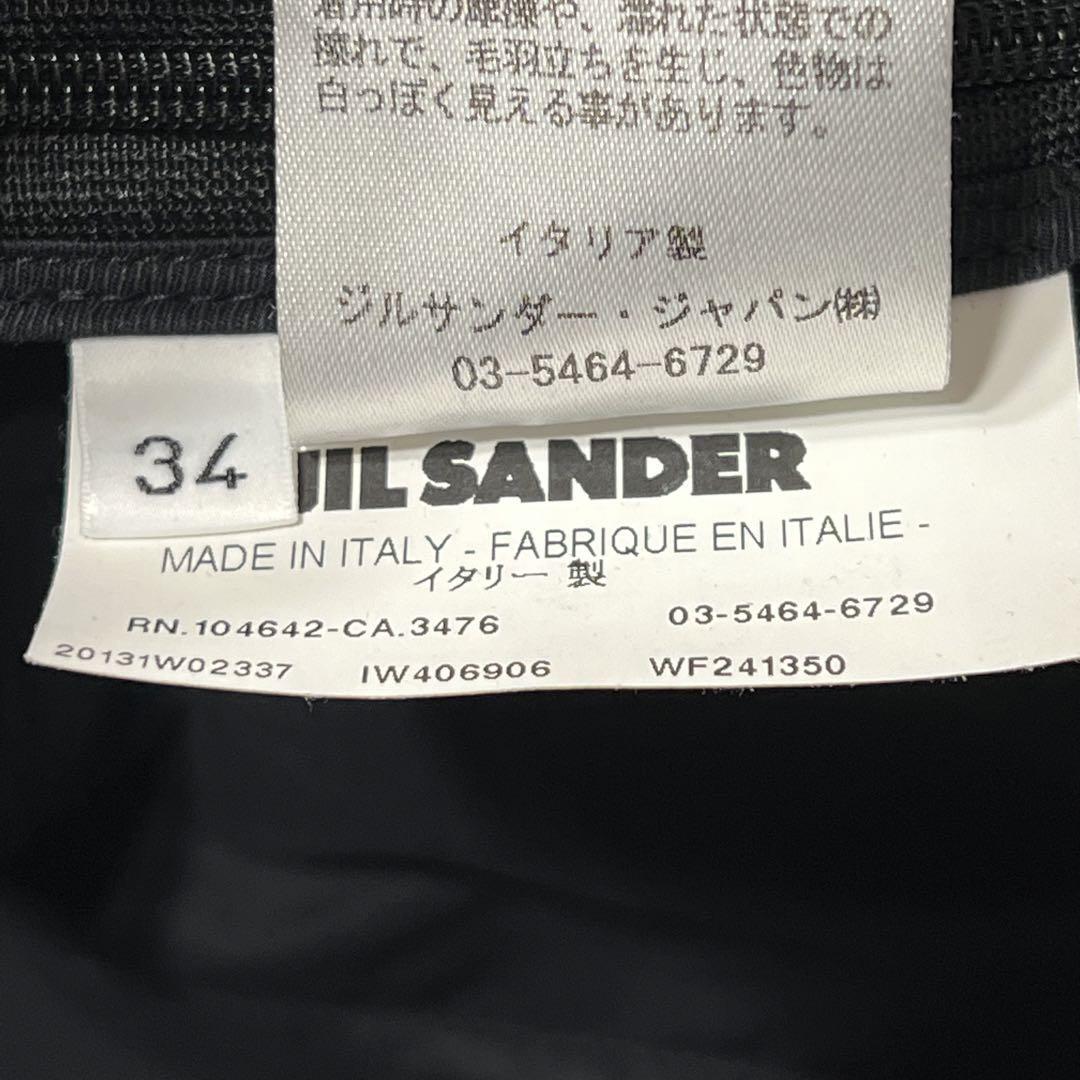 着用時の摩擦や、濡れた状態での
擦れで、毛羽立ちを生じ、色物は
白っぽく見える事があります。
イタリア製
ジルサンダー・ジャパン㈱
03-5464-6729
34
JIL SANDER
MADE IN ITALY - FABRIQUE EN ITALIE -
イタリー 製
RN.104642-CA.3476 03-5464-6729
20131W02337 IW406906 WF241350